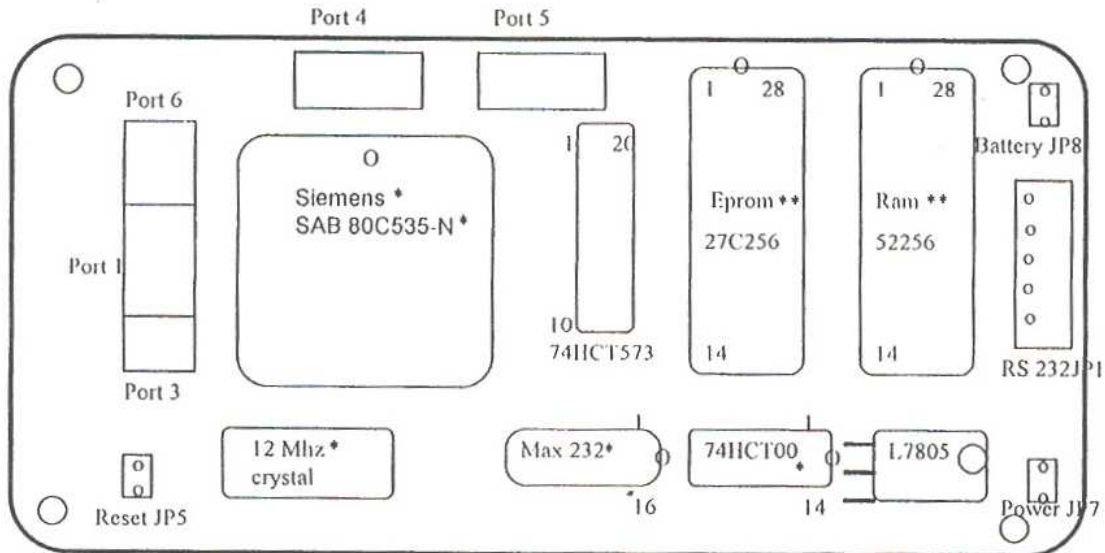 Port 4
Port 5
Port 6
1 28
1 28
Battery JP8
1 20
o
Siemens *
SAB 80C535-N *
Eprom **
27C256
Ram **
52256
Port 1
10
74HCT573
14
14
RS 232JP1
Port 3
12 Mhz *
crystal
Max 232*
74HCT00
*
L7805
Reset JP5
16
14
Power JP7